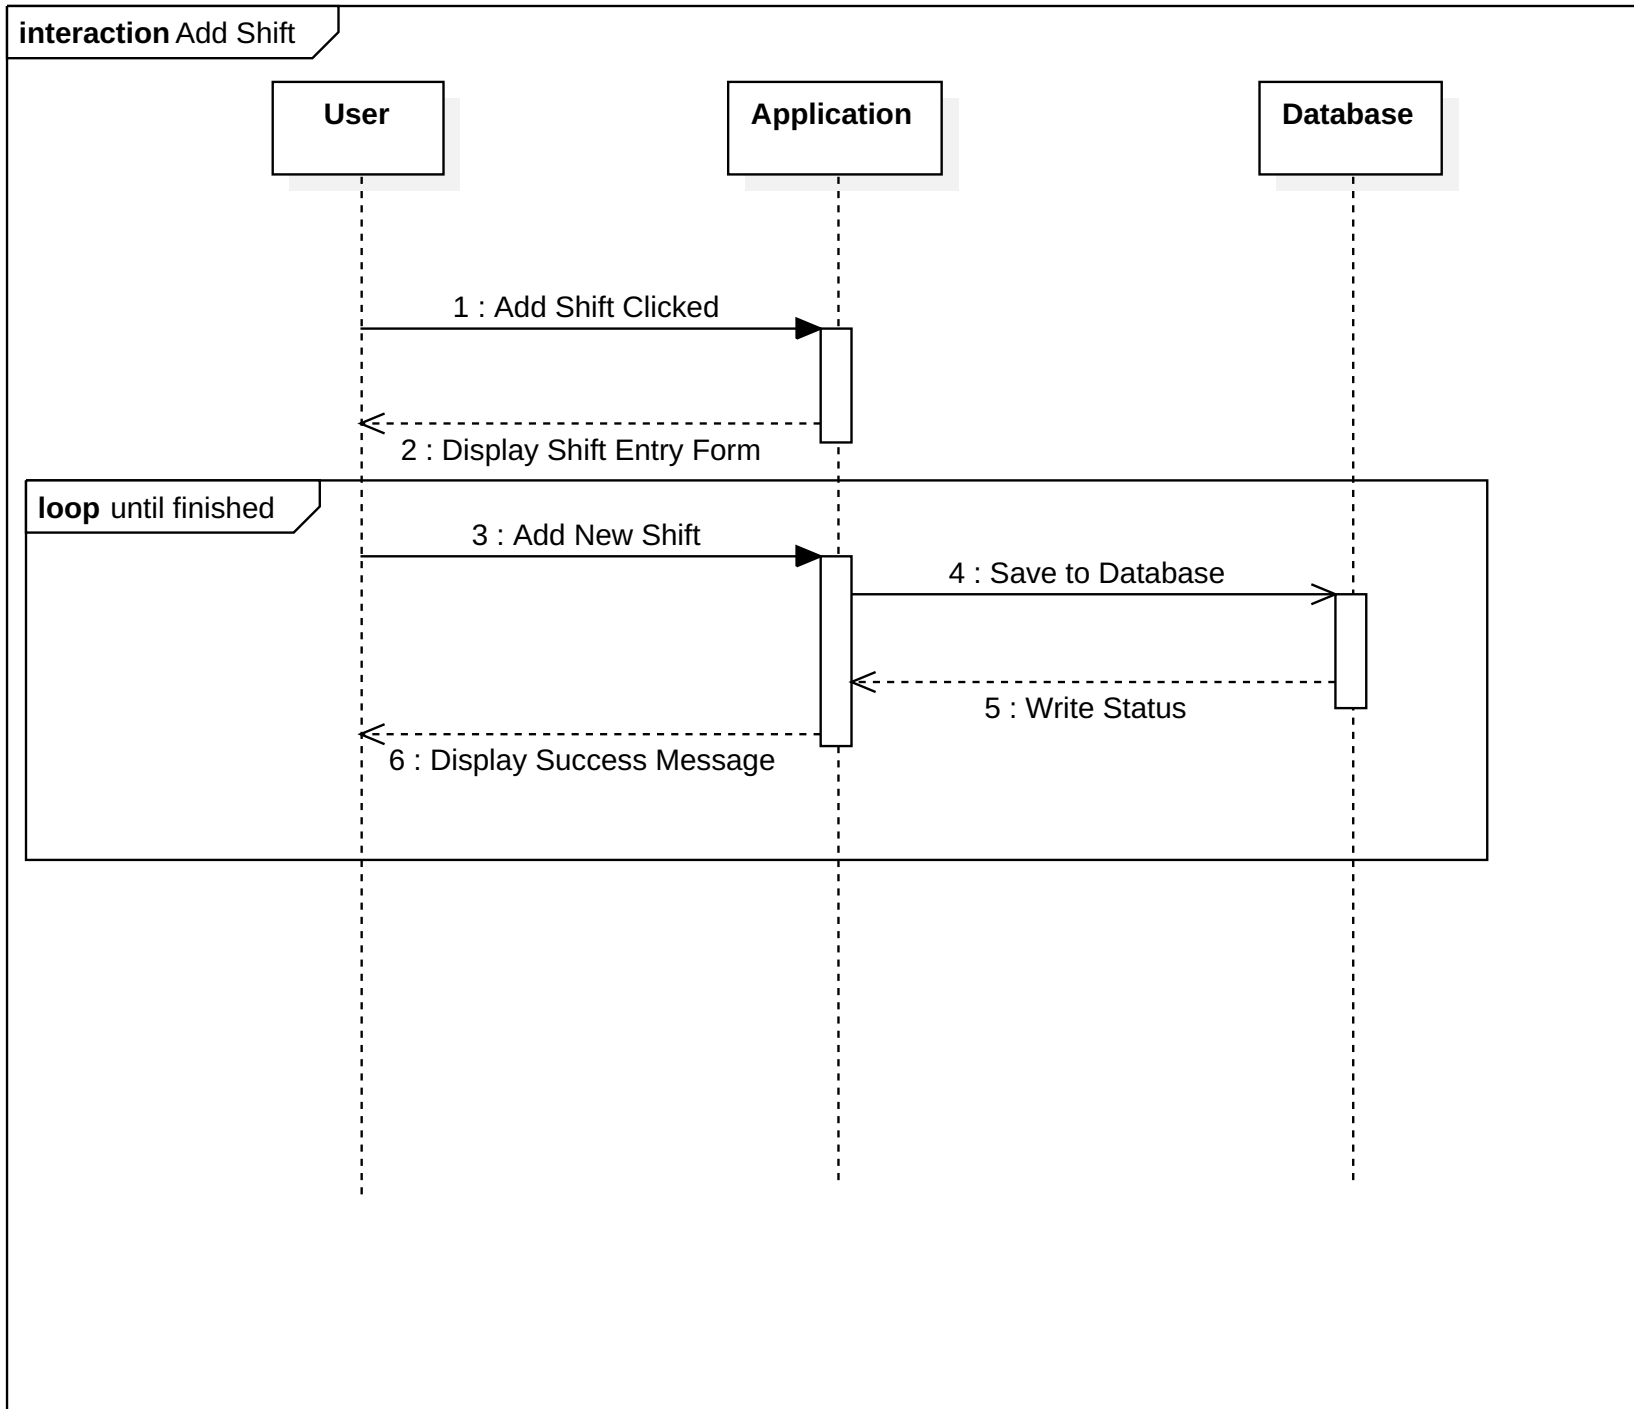 interaction Add Shift
User
Application
Database
1 : Add Shift Clicked
2 : Display Shift Entry Form
loop until finished
3 : Add New Shift
4 : Save to Database
5 : Write Status
6 : Display Success Message